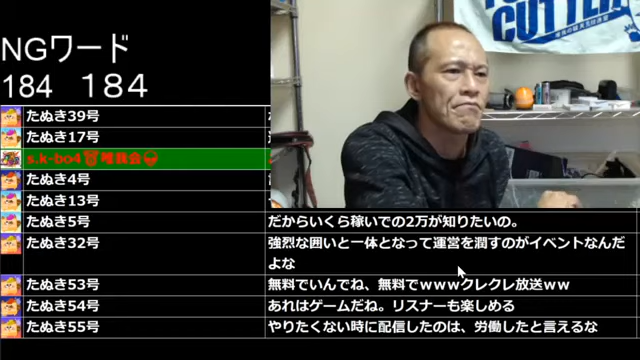 CUTTER
NGワード
184 184
たぬき39号
たぬき17号
s.k-bo4
たぬき4号
たぬき13号
たぬき5号 だからいくら稼いでの2万が知りたいの。
たぬき32号 強烈な囲いと一体となって運営を潤すのがイベントなんだ
よな
たぬき53号 無料でいんでね、無料でwwwクレクレ放送ww
たぬき54号 あれはゲームだね。リスナーも楽しめる
たぬき55号 やりたくない時に配信したのは、労働したと言えるな